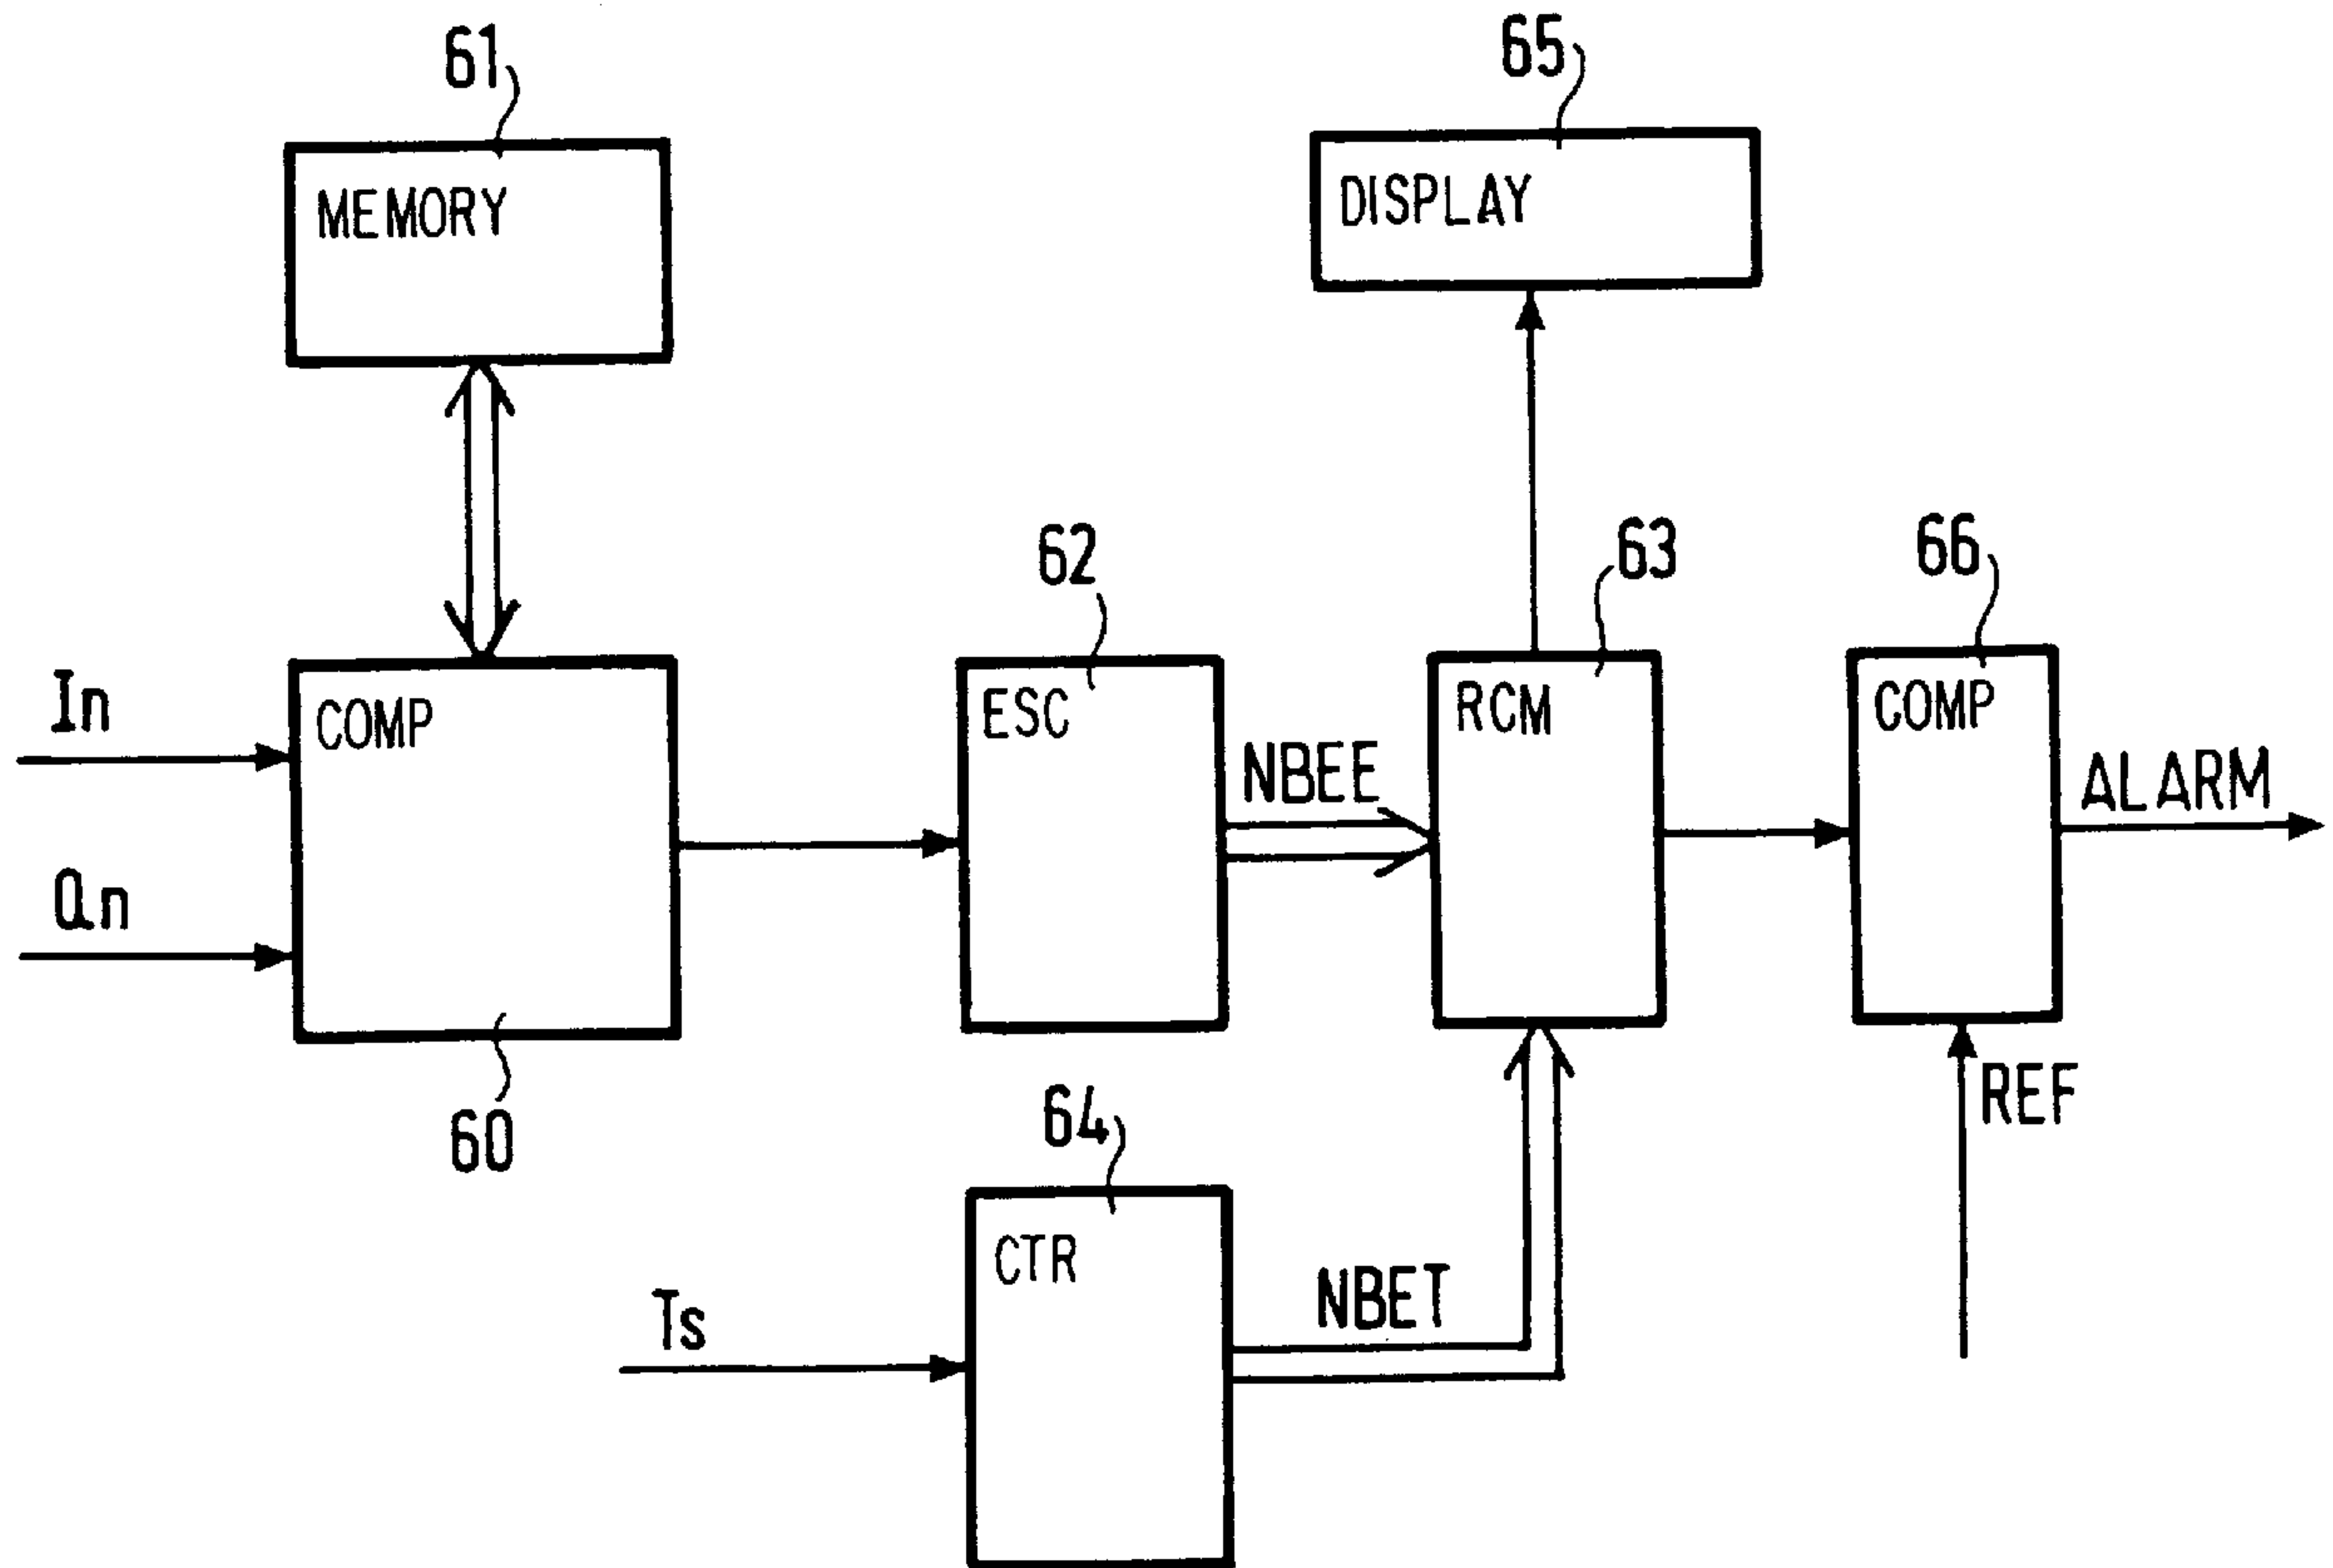 61
65
MEMORY
DISPLAY
62
63
66
In
COMP
ESC
RCM
COMP
NBEE
ALARM
Qn
REF
60
64
CTR
NBET
Ts